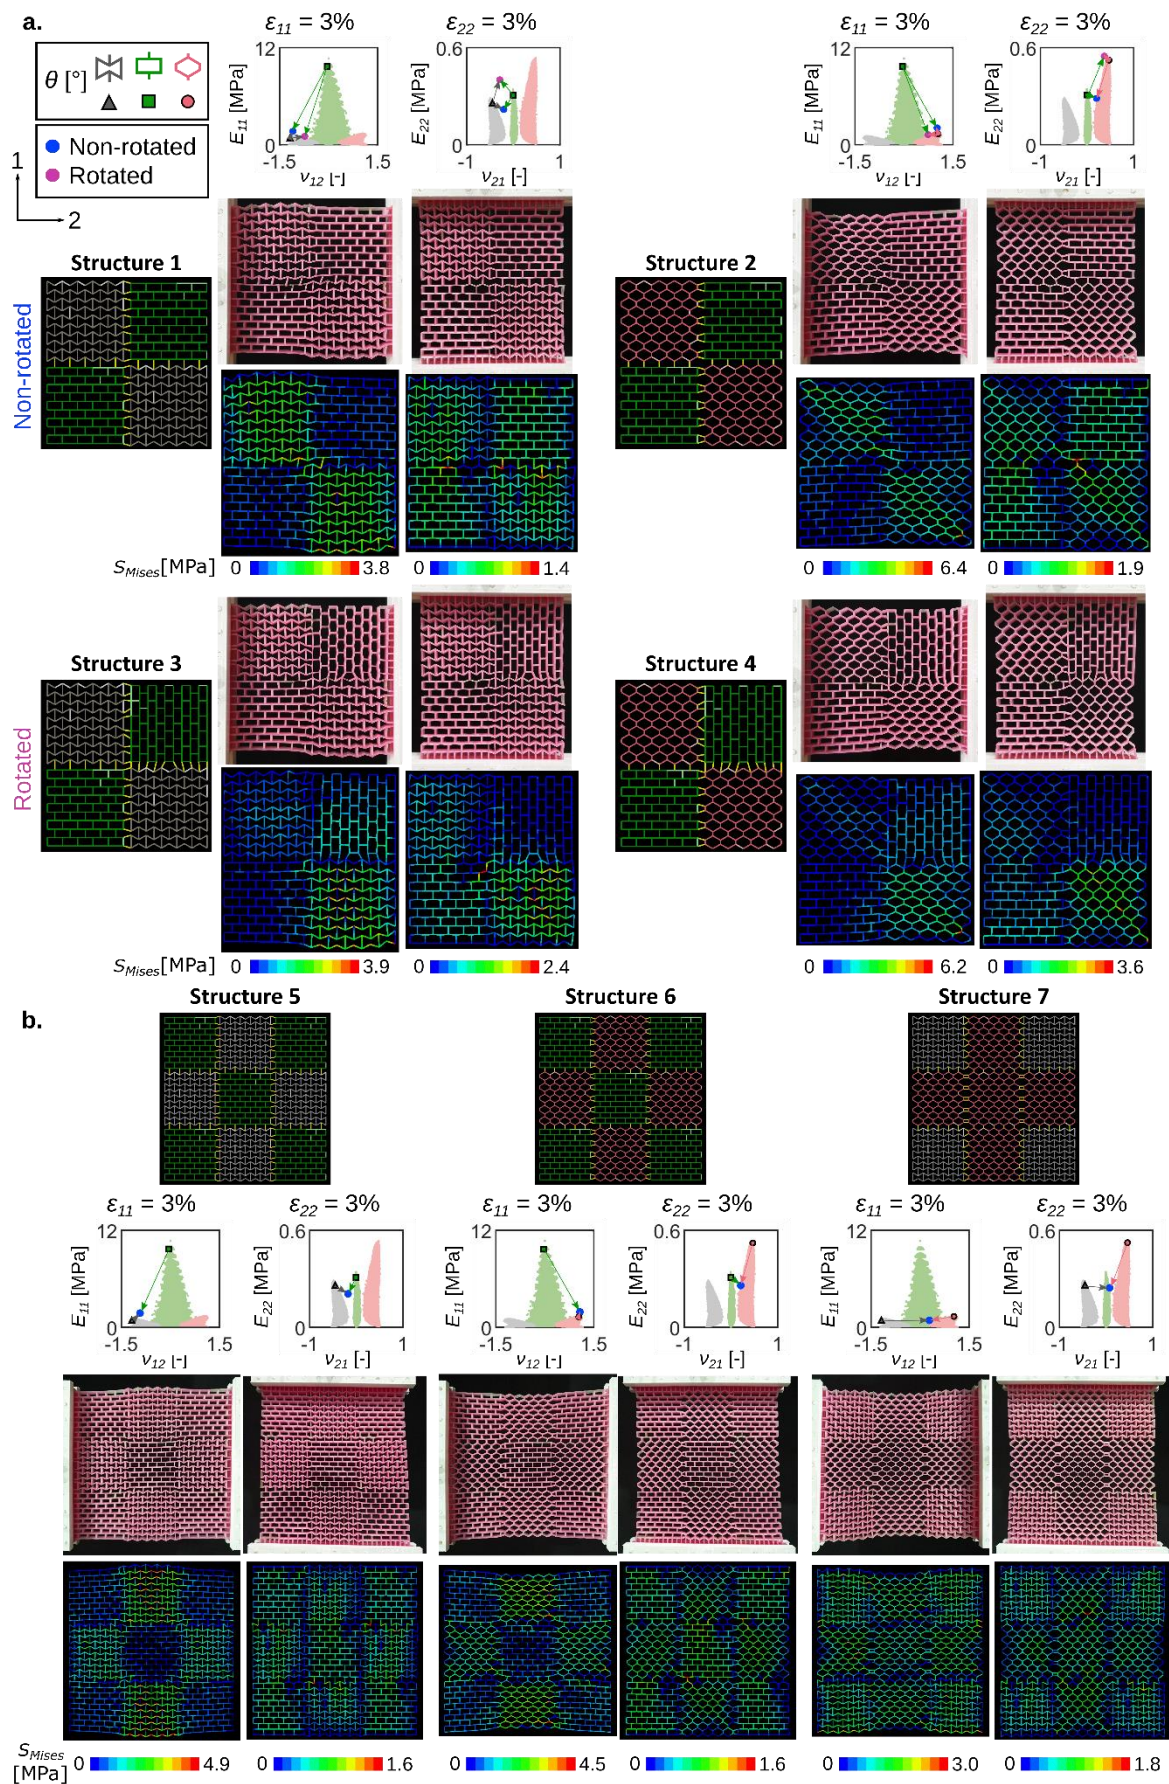 a.
ε11 = 3%
ε22 = 3%
ε11 = 3%
ε22 = 3%
θ [°]
Non-rotated
Rotated
1
2
E11 [MPa]
12
0
-1.5
1.5
ν12 [-]
E22 [MPa]
0.6
0
-1
1
ν21 [-]
E11 [MPa]
12
0
-1.5
1.5
ν12 [-]
E22 [MPa]
0.6
0
-1
1
ν21 [-]
Non-rotated
Structure 1
Structure 2
SMises[MPa]
0
3.8
0
1.4
0
6.4
0
1.9
Rotated
Structure 3
Structure 4
SMises[MPa]
0
3.9
0
2.4
0
6.2
0
3.6
b.
Structure 5
Structure 6
Structure 7
ε11 = 3%
ε22 = 3%
ε11 = 3%
ε22 = 3%
ε11 = 3%
ε22 = 3%
E11 [MPa]
12
0
-1.5
1.5
ν12 [-]
E22 [MPa]
0.6
0
-1
1
ν21 [-]
E11 [MPa]
12
0
-1.5
1.5
ν12 [-]
E22 [MPa]
0.6
0
-1
1
ν21 [-]
E11 [MPa]
12
0
-1.5
1.5
ν12 [-]
E22 [MPa]
0.6
0
-1
1
ν21 [-]
SMises
[MPa]
0
4.9
0
1.6
0
4.5
0
1.6
0
3.0
0
1.8